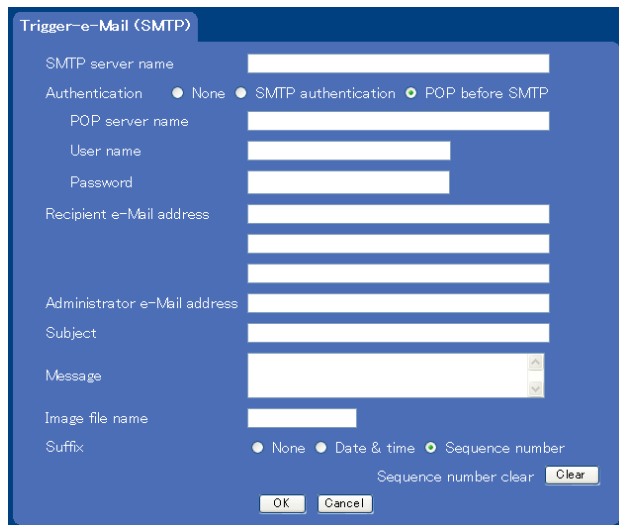 Trigger-e-Mail (SMTP)
SMTP server name
Authentication None SMTP authentication POP before SMTP
POP server name
User name
Password
Recipient e-Mail address
Administrator e-Mail address
Subject
Message
Image file name
Suffix None Date & time Sequence number
Sequence number clear Clear
OK Cancel